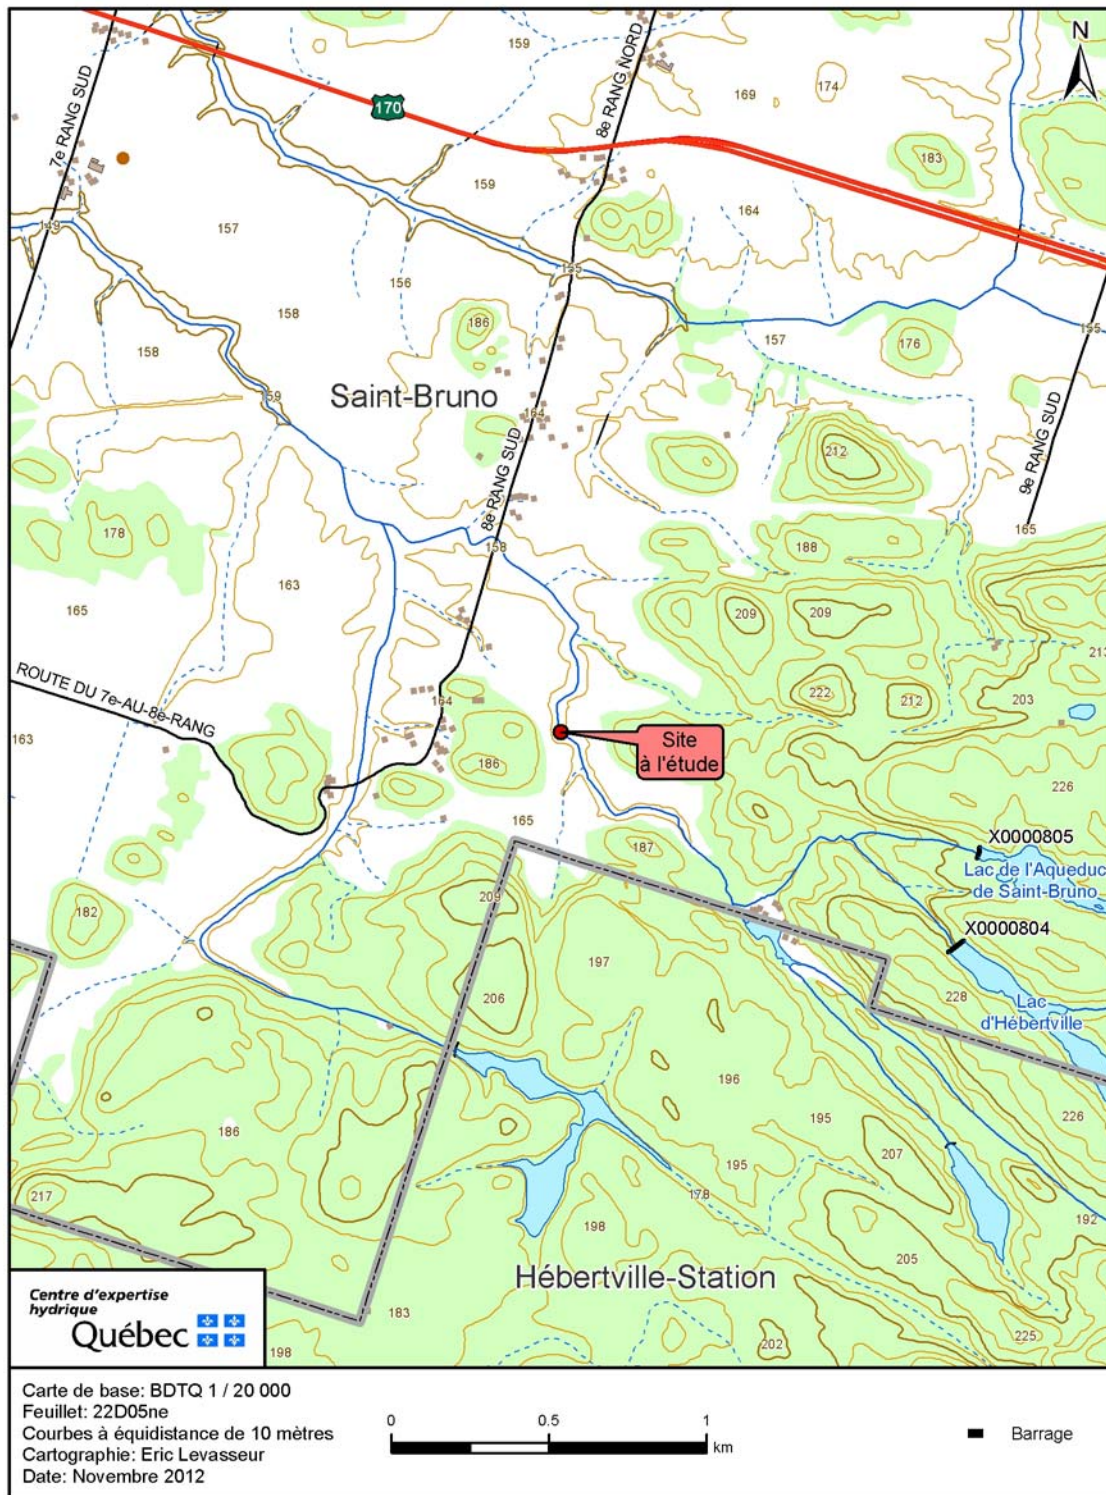 N
159
7e RANG SUD
170
8e RANG NORD
169
174
183
159
164
149
157
155
156
158
186
157
176
155
158
159
Saint-Bruno
164
8e RANG SUD
212
9e RANG SUD
178
165
158
188
163
165
209
209
213
ROUTE DU 7e-AU-8e-RANG
164
222
212
203
163
Site
à l'étude
186
226
165
X0000805
187
Lac de l'Aqueduc
de Saint-Bruno
209
182
X0000804
197
206
228
Lac
d'Hébertville
196
226
186
195
207
195
217
178
192
198
205
Hébertville-Station
183
225
202
198
Centre d'expertise
hydrique
Québec
Carte de base: BDTQ 1 / 20 000
Feuillet: 22D05ne
Courbes à équidistance de 10 mètres
Cartographie: Eric Levasseur
Date: Novembre 2012
0 0.5 1
km
Barrage